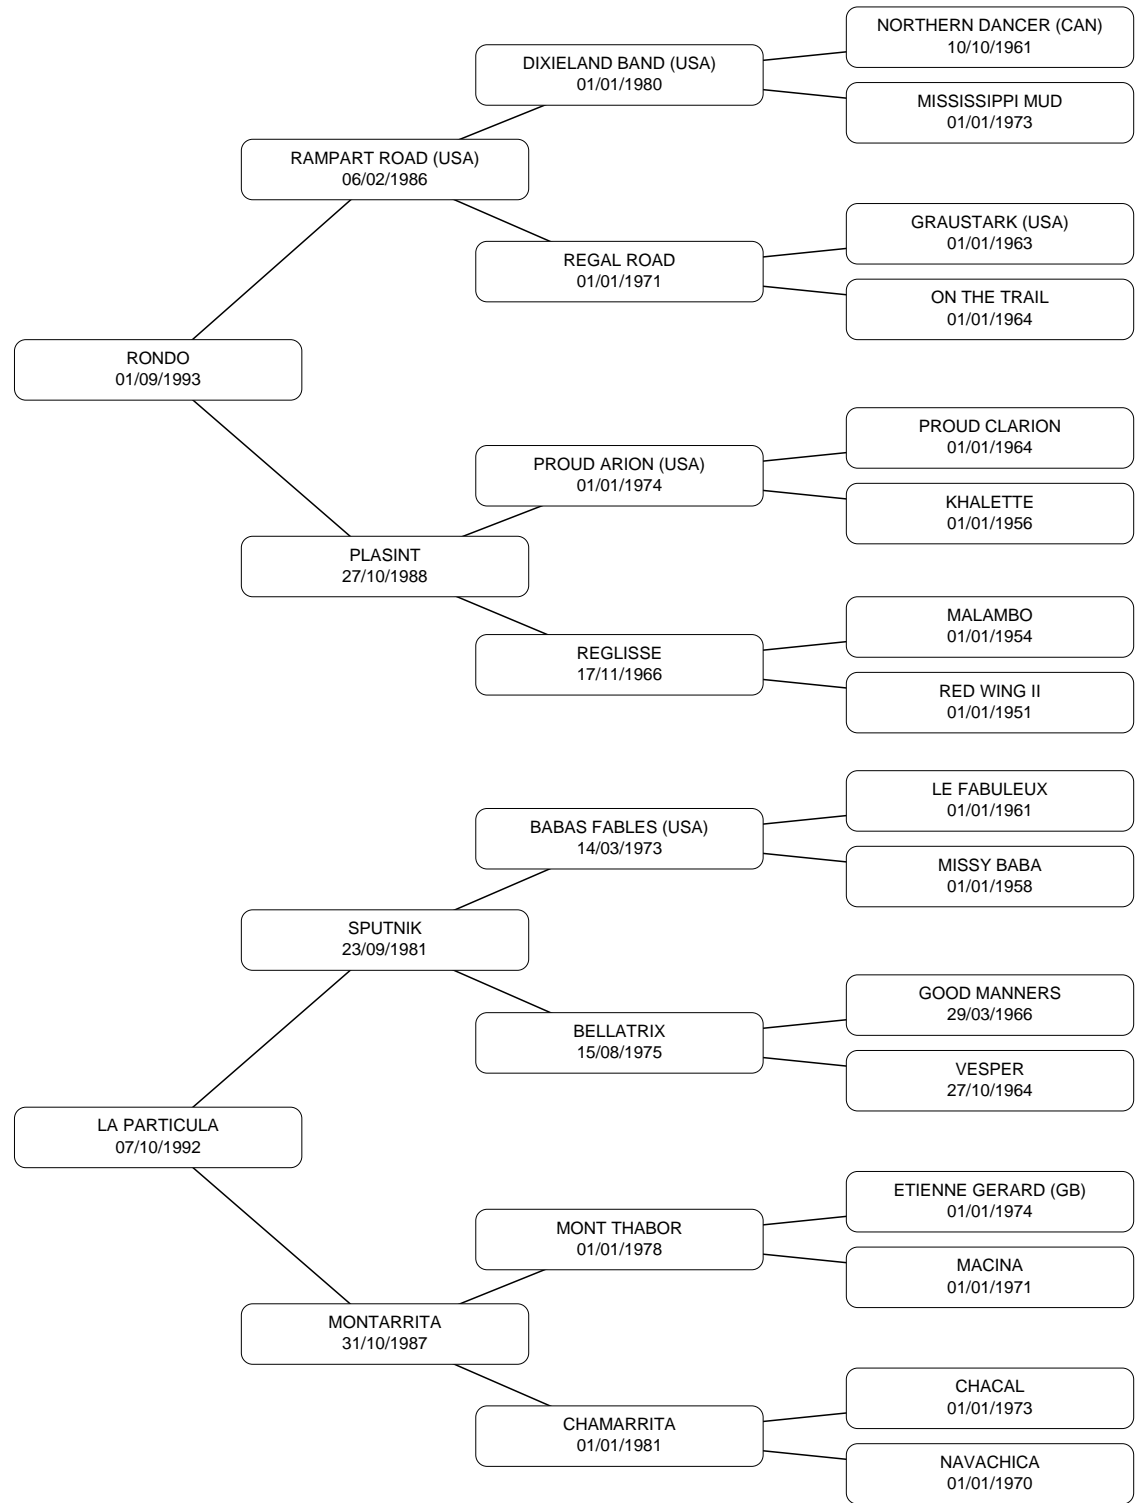 NORTHERN DANCER (CAN)
10/10/1961
DIXIELAND BAND (USA)
01/01/1980
MISSISSIPPI MUD
01/01/1973
RAMPART ROAD (USA)
06/02/1986
GRAUSTARK (USA)
01/01/1963
REGAL ROAD
01/01/1971
ON THE TRAIL
01/01/1964
RONDO
01/09/1993
PROUD CLARION
01/01/1964
PROUD ARION (USA)
01/01/1974
KHALETTE
01/01/1956
PLASINT
27/10/1988
MALAMBO
01/01/1954
REGLISSE
17/11/1966
RED WING II
01/01/1951
LE FABULEUX
01/01/1961
BABAS FABLES (USA)
14/03/1973
MISSY BABA
01/01/1958
SPUTNIK
23/09/1981
GOOD MANNERS
29/03/1966
BELLATRIX
15/08/1975
VESPER
27/10/1964
LA PARTICULA
07/10/1992
ETIENNE GERARD (GB)
01/01/1974
MONT THABOR
01/01/1978
MACINA
01/01/1971
MONTARRITA
31/10/1987
CHACAL
01/01/1973
CHAMARRITA
01/01/1981
NAVACHICA
01/01/1970